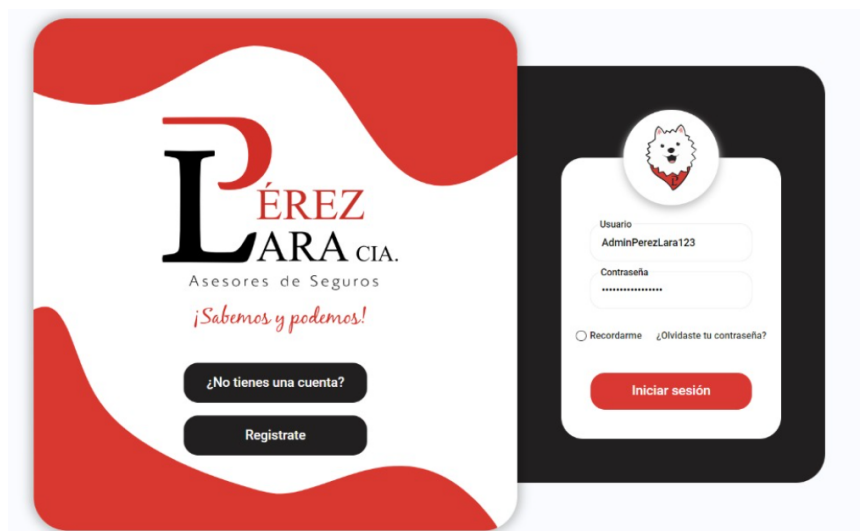 PÉREZ
LARA CIA.
Asesores de Seguros
¡Sabemos y podemos!
¿No tienes una cuenta?
Registrate
Usuario
AdminPerezLara123
Contraseña
•••••••••••••••••
Recordarme ¿Olvidaste tu contraseña?
Iniciar sesión